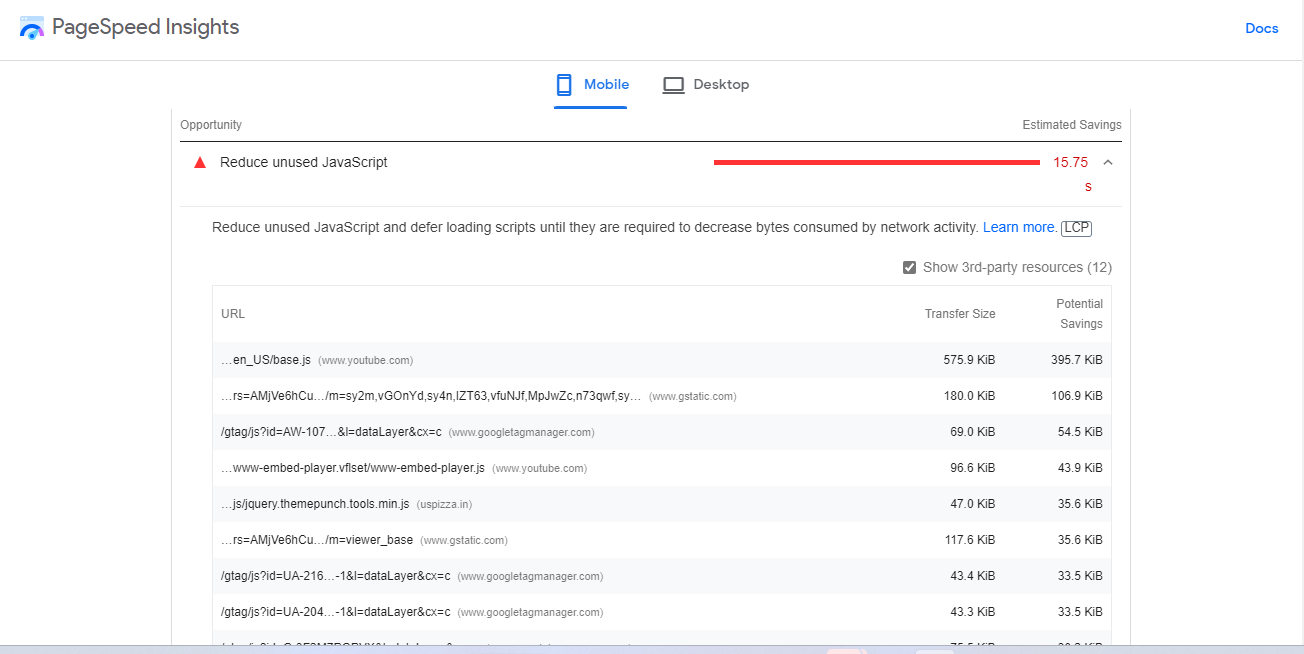 PageSpeed Insights
Docs
Mobile
Desktop
Opportunity Estimated Savings
Reduce unused JavaScript 15.75
s
Reduce unused JavaScript and defer loading scripts until they are required to decrease bytes consumed by network activity. Learn more. LCP
Show 3rd-party resources (12)
URL Transfer Size Potential
Savings
…en_US/base.js (www.youtube.com) 575.9 KiB 395.7 KiB
…rs=AMjVe6hCu…/m=sy2m,vGOnYd,sy4n,IZT63,vfuNJf,MpJwZc,n73qwf,sy… (www.gstatic.com) 180.0 KiB 106.9 KiB
/gtag/js?id=AW-107…&l=dataLayer&cx=c (www.googletagmanager.com) 69.0 KiB 54.5 KiB
…www-embed-player.vflset/www-embed-player.js (www.youtube.com) 96.6 KiB 43.9 KiB
…js/jquery.themepunch.tools.min.js (uspizza.in) 47.0 KiB 35.6 KiB
…rs=AMjVe6hCu…/m=viewer_base (www.gstatic.com) 117.6 KiB 35.6 KiB
/gtag/js?id=UA-216…-1&l=dataLayer&cx=c (www.googletagmanager.com) 43.4 KiB 33.5 KiB
/gtag/js?id=UA-204…-1&l=dataLayer&cx=c (www.googletagmanager.com) 43.3 KiB 33.5 KiB